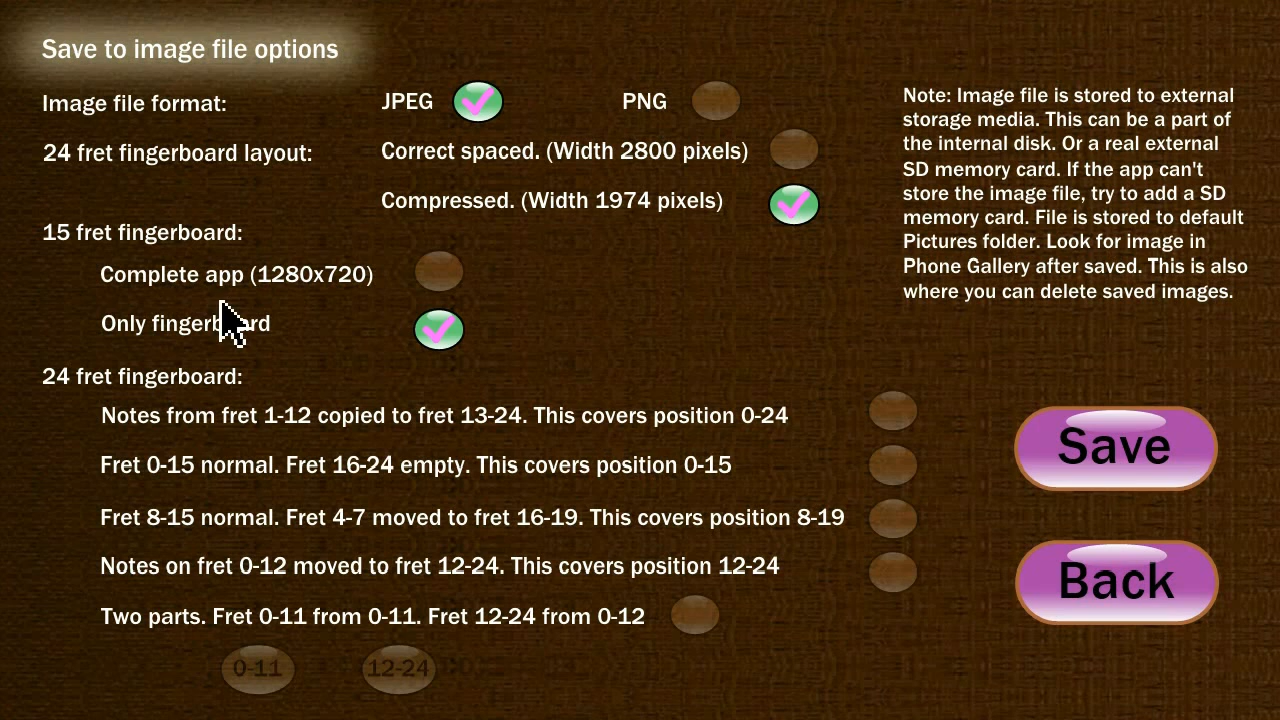 Save to image file options
Image file format:
JPEG
PNG
24 fret fingerboard layout:
Correct spaced. (Width 2800 pixels)
Compressed. (Width 1974 pixels)
15 fret fingerboard:
Complete app (1280x720)
Only fingerboard
24 fret fingerboard:
Notes from fret 1-12 copied to fret 13-24. This covers position 0-24
Fret 0-15 normal. Fret 16-24 empty. This covers position 0-15
Fret 8-15 normal. Fret 4-7 moved to fret 16-19. This covers position 8-19
Notes on fret 0-12 moved to fret 12-24. This covers position 12-24
Two parts. Fret 0-11 from 0-11. Fret 12-24 from 0-12
0-11
12-24
Note: Image file is stored to external
storage media. This can be a part of
the internal disk. Or a real external
SD memory card. If the app can't
store the image file, try to add a SD
memory card. File is stored to default
Pictures folder. Look for image in
Phone Gallery after saved. This is also
where you can delete saved images.
Save
Back